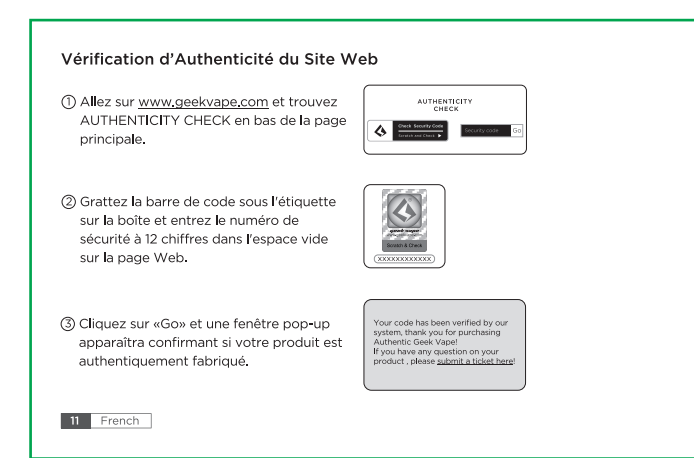 Vérification d'Authenticité du Site Web
① Allez sur www.geekvape.com et trouvez
AUTHENTICITY CHECK en bas de la page
principale.
AUTHENTICITY
CHECK
Check Security Code
Scratch and Check ▶
Security code Go
② Grattez la barre de code sous l'étiquette
sur la boîte et entrez le numéro de
sécurité à 12 chiffres dans l'espace vide
sur la page Web.
Scratch & Check
XXXXXXXXXXXX
③ Cliquez sur «Go» et une fenêtre pop-up
apparaîtra confirmant si votre produit est
authentiquement fabriqué.
Your code has been verified by our
system, thank you for purchasing
Authentic Geek Vape!
If you have any question on your
product , please submit a ticket here!
11 French